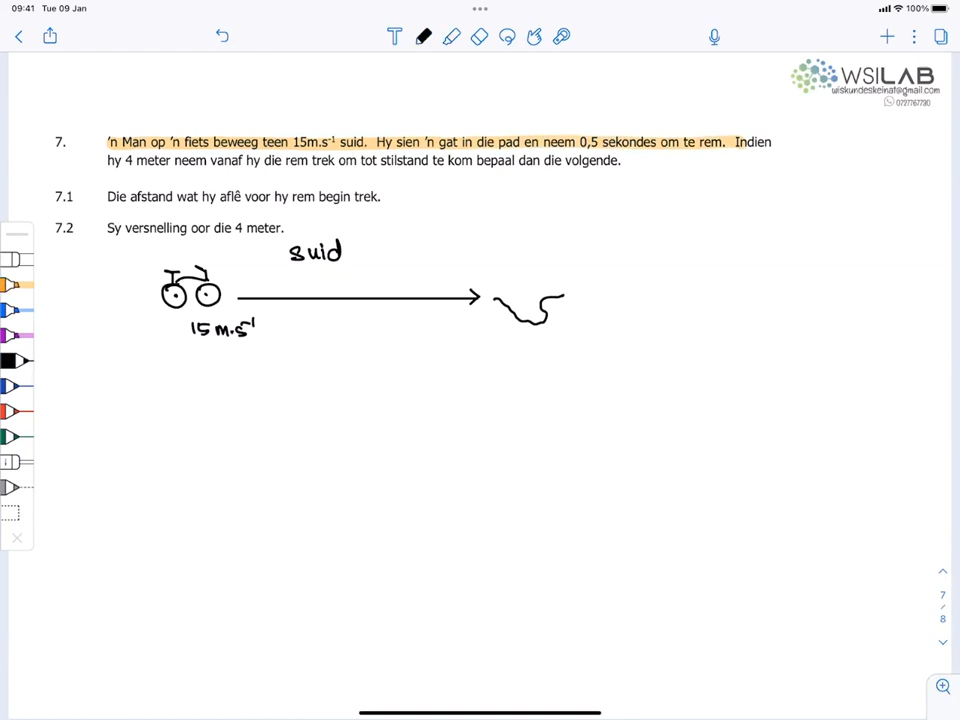 09:41 Tue 09 Jan
100%
WSILAB
wiskundeskeinat@gmail.com
0727767730
7. 'n Man op 'n fiets beweeg teen 15m.s⁻¹ suid. Hy sien 'n gat in die pad en neem 0,5 sekondes om te rem. Indien
hy 4 meter neem vanaf hy die rem trek om tot stilstand te kom bepaal dan die volgende.
7.1 Die afstand wat hy aflê voor hy rem begin trek.
7.2 Sy versnelling oor die 4 meter.
suid
15 m.s⁻¹
7
/
8